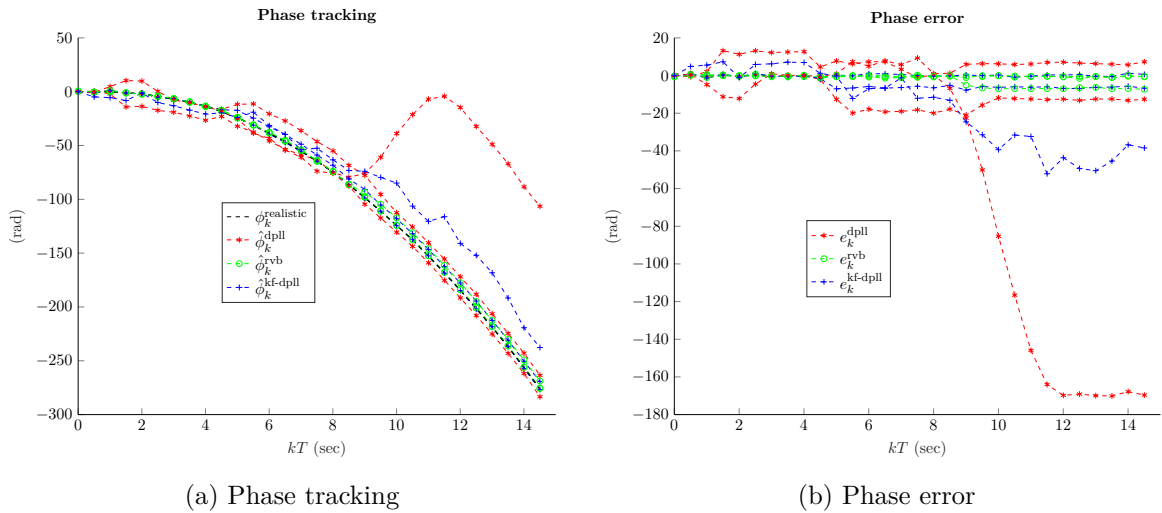 Phase tracking
50
0
−50
−100
−150
−200
−250
−300
(rad)
0 2 4 6 8 10 12 14
kT (sec)
ϕ_k^realistic
ϕ̂_k^dpll
ϕ̂_k^rvb
ϕ̂_k^kf-dpll
(a) Phase tracking
Phase error
20
0
−20
−40
−60
−80
−100
−120
−140
−160
−180
(rad)
0 2 4 6 8 10 12 14
kT (sec)
e_k^dpll
e_k^rvb
e_k^kf-dpll
(b) Phase error